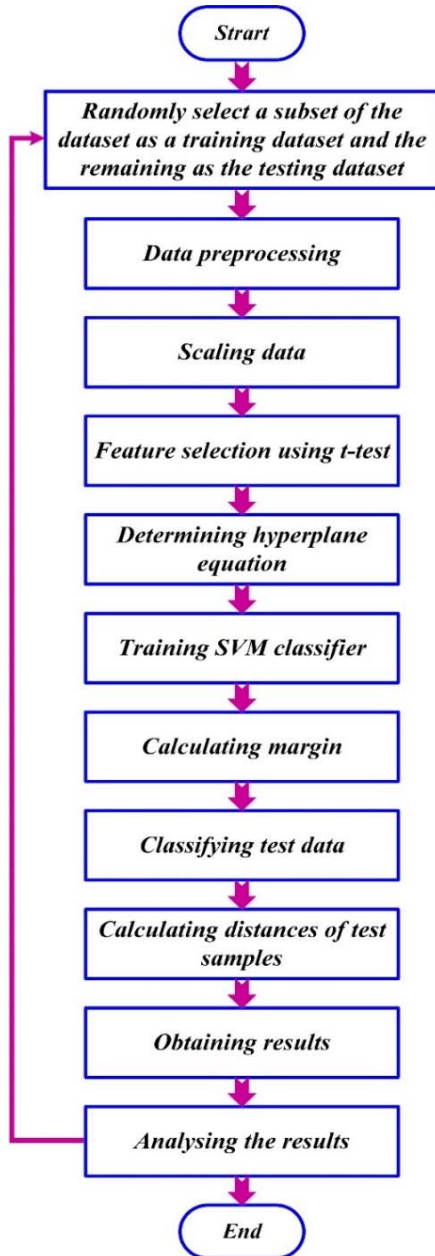 Strart
Randomly select a subset of the
dataset as a training dataset and the
remaining as the testing dataset
Data preprocessing
Scaling data
Feature selection using t-test
Determining hyperplane
equation
Training SVM classifier
Calculating margin
Classifying test data
Calculating distances of test
samples
Obtaining results
Analysing the results
End